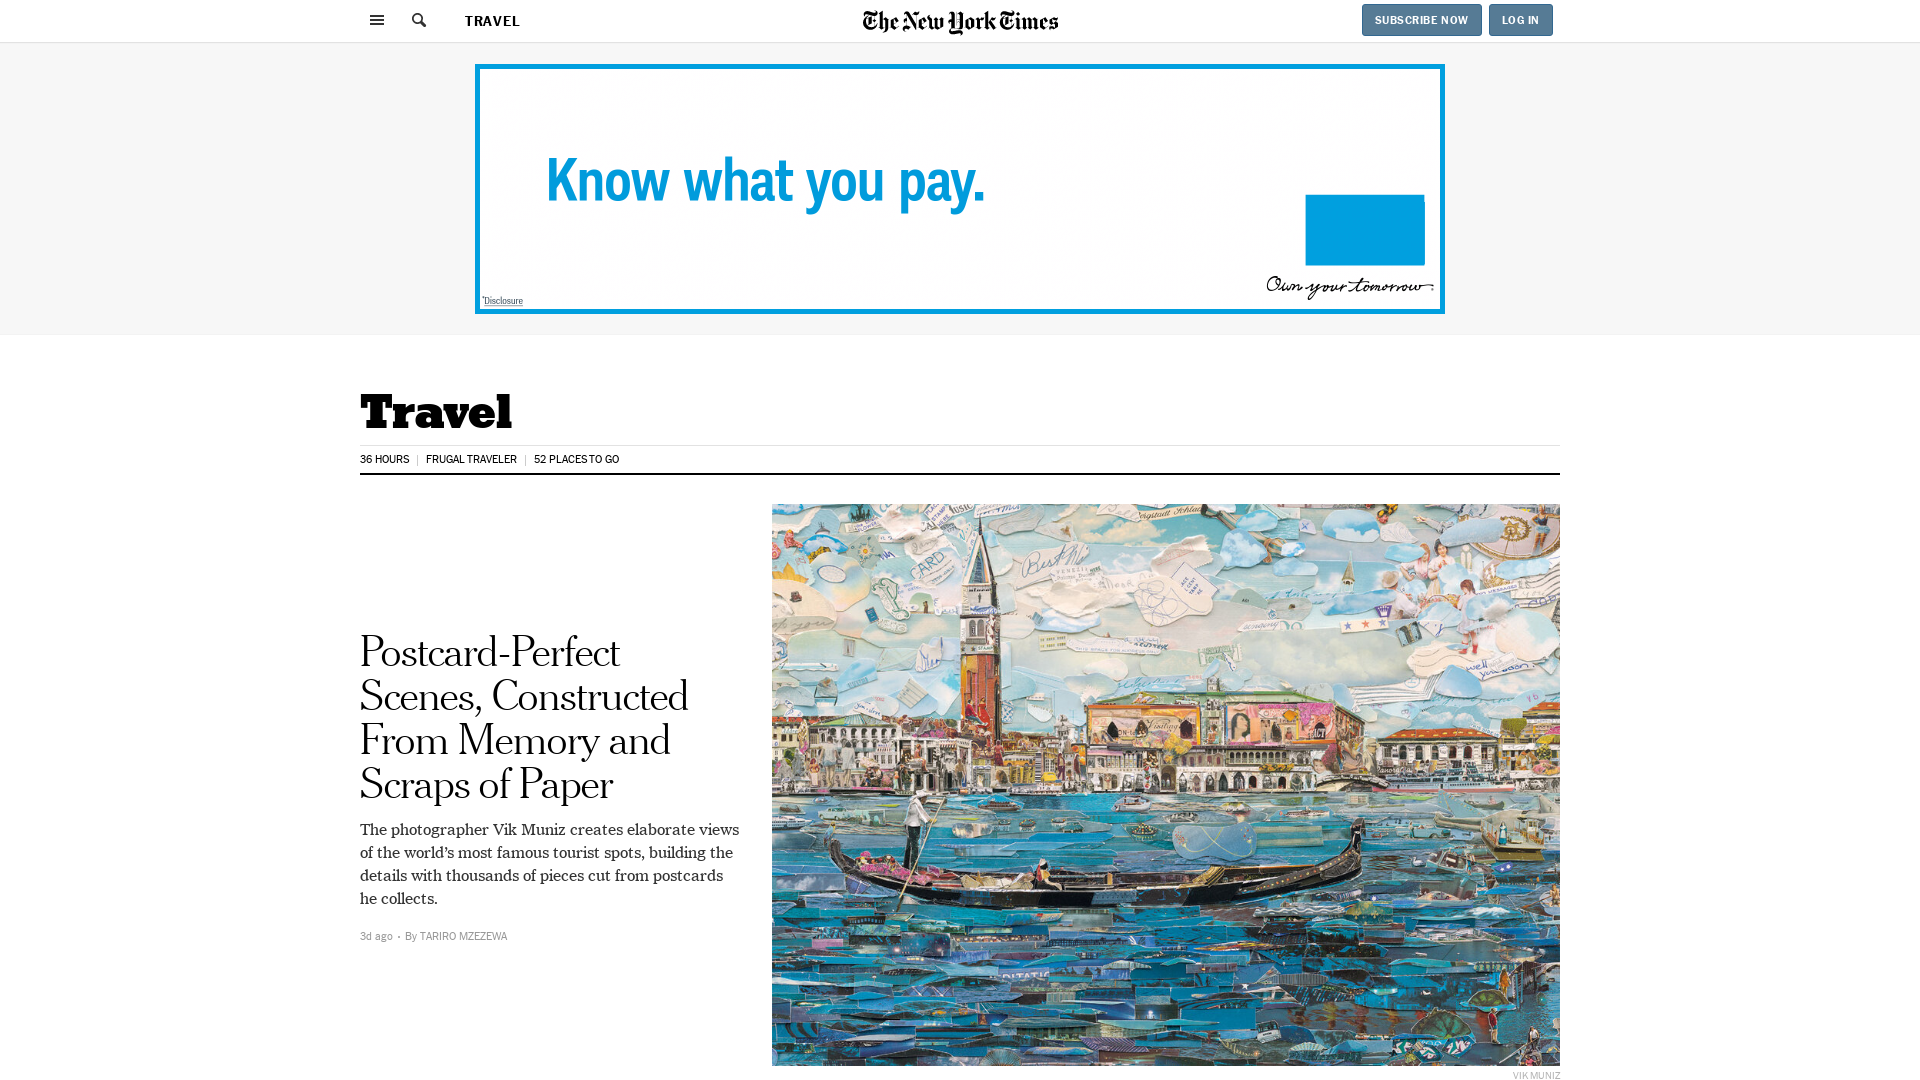 TRAVEL
The New York Times
SUBSCRIBE NOW
LOG IN
Know what you pay.
Own your tomorrow.
*Disclosure
Travel
36 HOURS
FRUGAL TRAVELER
52 PLACES TO GO
Postcard-Perfect
Scenes, Constructed
From Memory and
Scraps of Paper
The photographer Vik Muniz creates elaborate views
of the world’s most famous tourist spots, building the
details with thousands of pieces cut from postcards
he collects.
3d ago • By TARIRO MZEZEWA
VIK MUNIZ